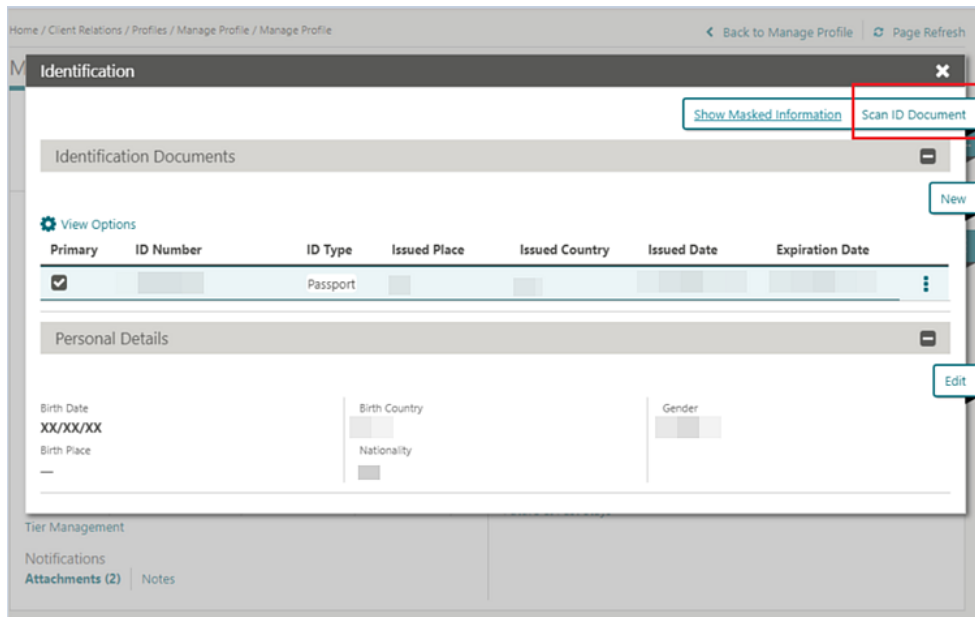 Home / Client Relations / Profiles / Manage Profile / Manage Profile
Back to Manage Profile
Page Refresh
M
Identification
Show Masked Information
Scan ID Document
Identification Documents
New
View Options
Primary ID Number ID Type Issued Place Issued Country Issued Date Expiration Date
Passport
Personal Details
Edit
Birth Date Birth Country Gender
XX/XX/XX
Birth Place Nationality
—
Tier Management
Notifications
Attachments (2) Notes